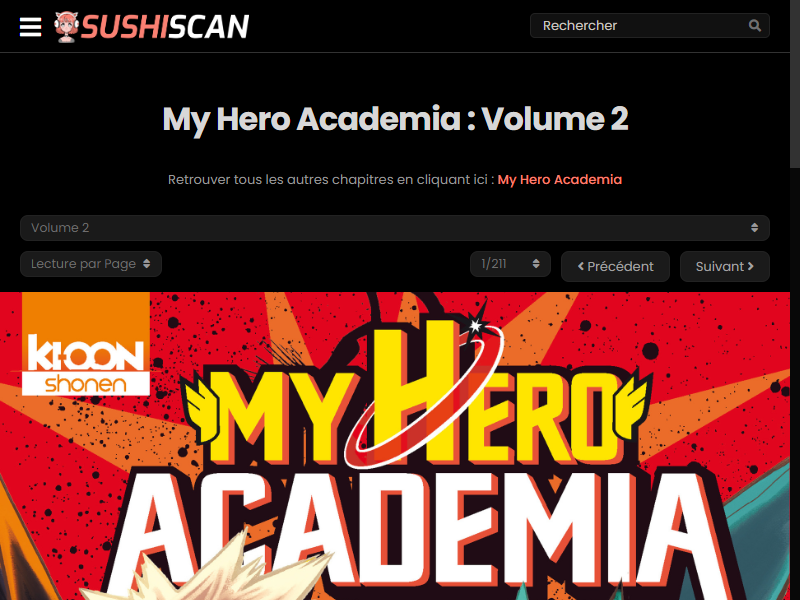 SUSHISCAN
Rechercher
My Hero Academia : Volume 2
Retrouver tous les autres chapitres en cliquant ici : My Hero Academia
Volume 2
Lecture par Page
1/211
Précédent
Suivant
KI-OON
shonen
MY HERO
ACADEMIA